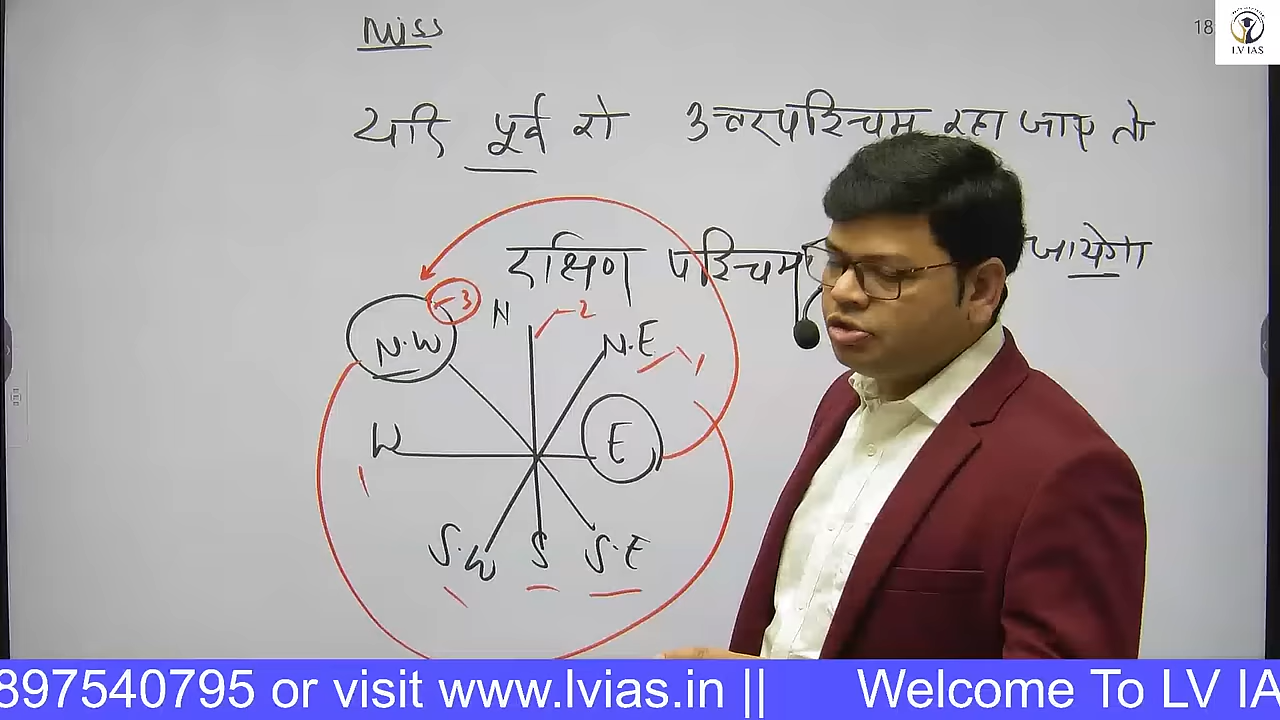 Miss
18
LV IAS
यदि पूर्व को उत्तरपश्चिम कहा जाए तो
दक्षिण पश्चिम जायेगा
-3
N
-2
N.W
N.E
1
W
E
S.W
S
S.E
897540795 or visit www.lvias.in || Welcome To LV IA